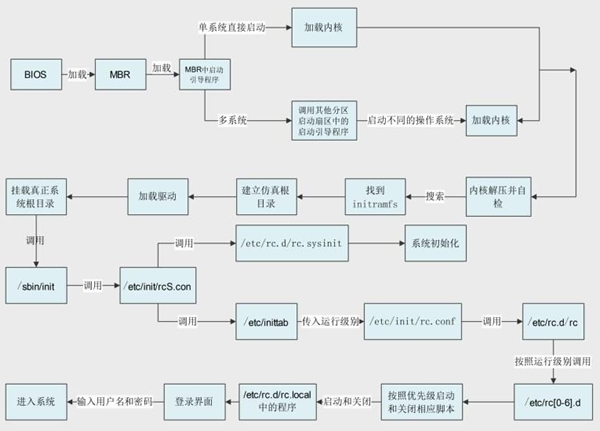 单系统直接启动
加载内核
BIOS
加载
MBR
加载
MBR中启动
引导程序
多系统
调用其他分区
启动扇区中的
启动引导程序
启动不同的操作系统
加载内核
挂载真正系
统根目录
加载驱动
建立仿真根
目录
找到
initramfs
搜索
内核解压并自
检
调用
调用
/etc/rc.d/rc.sysinit
系统初始化
/sbin/init
调用
/etc/init/rcS.con
调用
/etc/inittab
传入运行级别
/etc/init/rc.conf
调用
/etc/rc.d/rc
按照运行级别调用
进入系统
输入用户名和密码
登录界面
/etc/rc.d/rc.local
中的程序
启动和关闭
按照优先级启动
和关闭相应脚本
/etc/rc[0-6].d